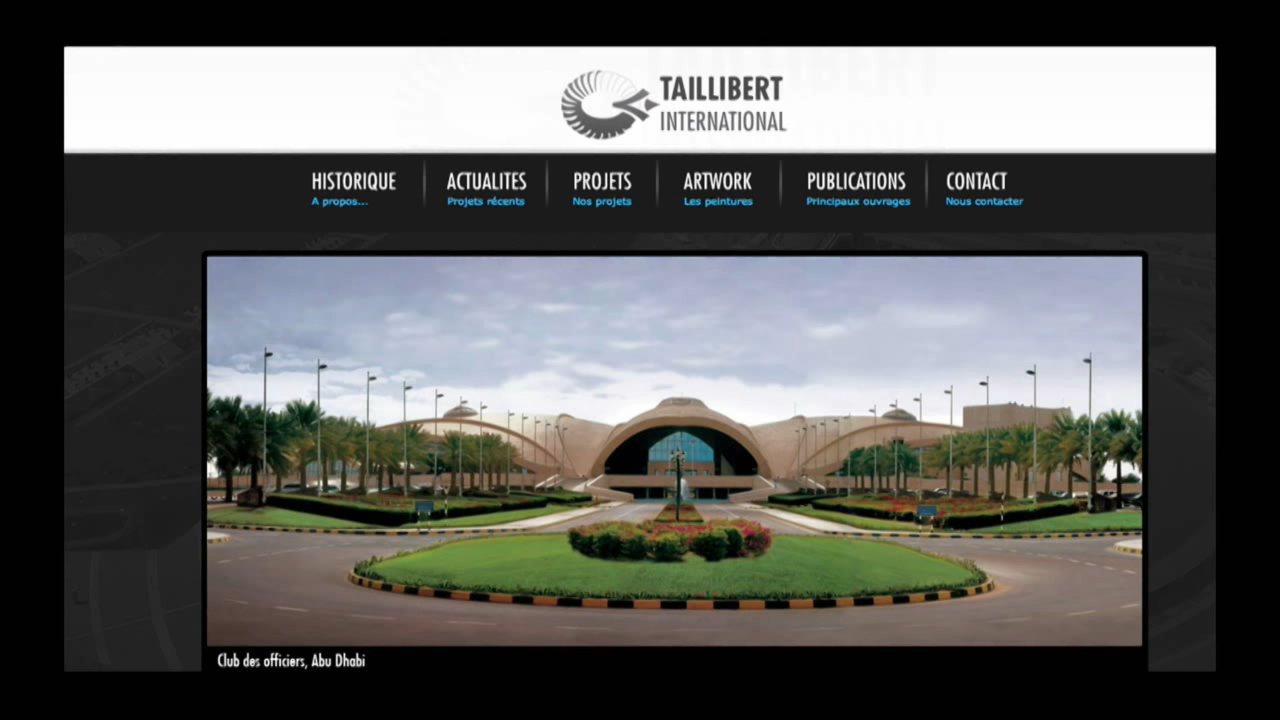 TAILLIBERT
INTERNATIONAL
HISTORIQUE
A propos...
ACTUALITES
Projets récents
PROJETS
Nos projets
ARTWORK
Les peintures
PUBLICATIONS
Principaux ouvrages
CONTACT
Nous contacter
Club des officiers, Abu Dhabi